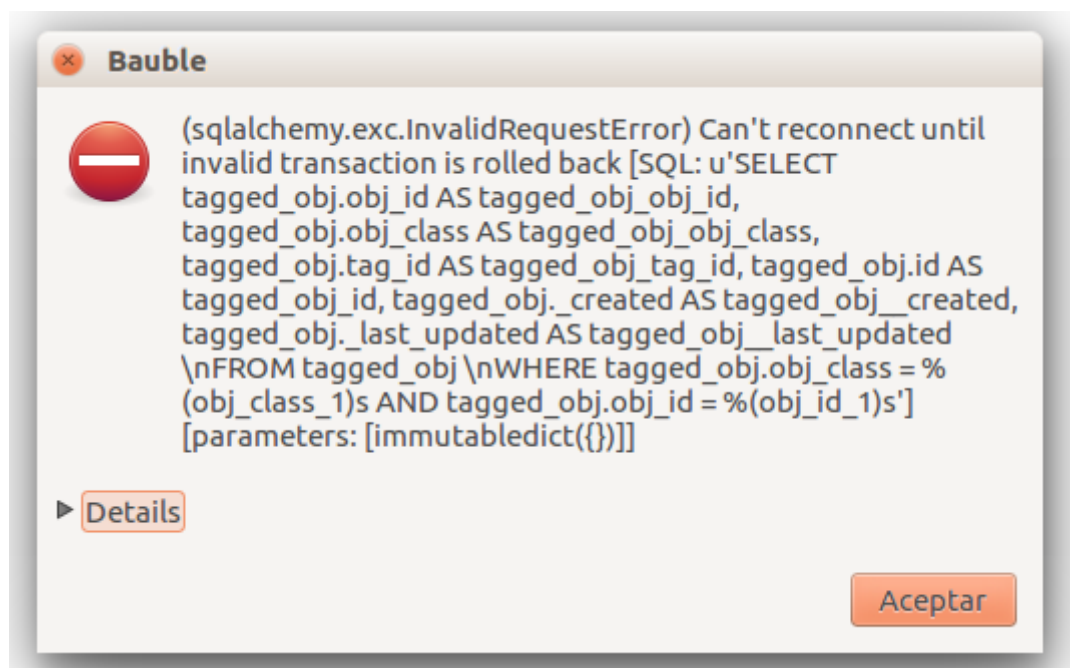 Bauble
(sqlalchemy.exc.InvalidRequestError) Can't reconnect until
invalid transaction is rolled back [SQL: u'SELECT
tagged_obj.obj_id AS tagged_obj_obj_id,
tagged_obj.obj_class AS tagged_obj_obj_class,
tagged_obj.tag_id AS tagged_obj_tag_id, tagged_obj.id AS
tagged_obj_id, tagged_obj._created AS tagged_obj__created,
tagged_obj._last_updated AS tagged_obj__last_updated
\nFROM tagged_obj \nWHERE tagged_obj.obj_class = %
(obj_class_1)s AND tagged_obj.obj_id = %(obj_id_1)s']
[parameters: [immutabledict({})]]
Details
Aceptar